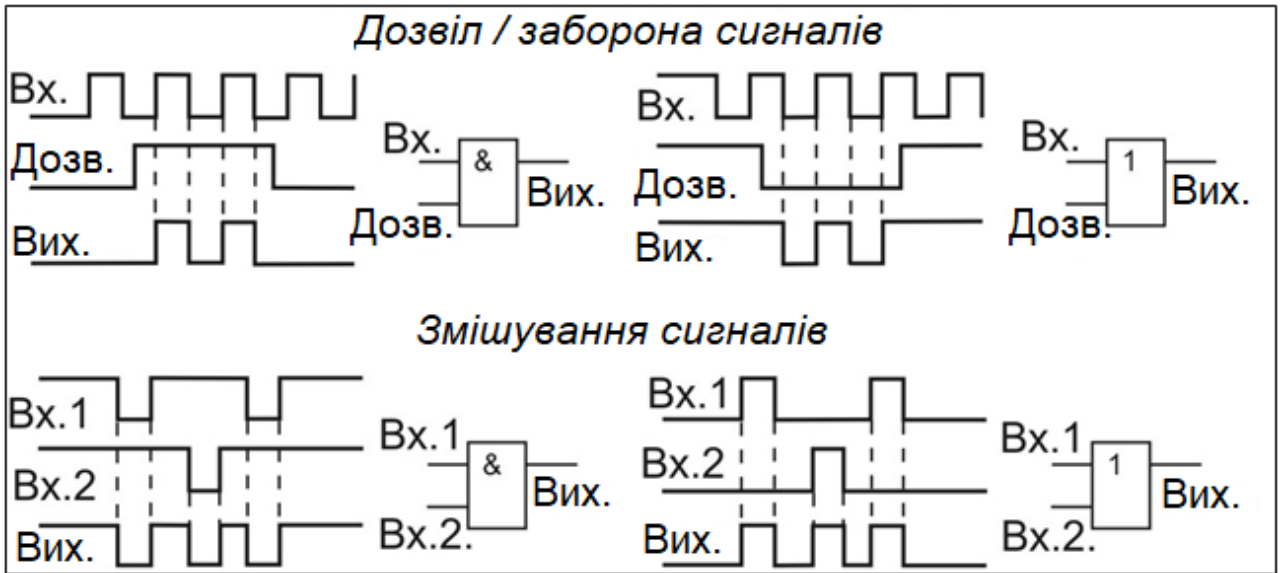 Дозвіл / заборона сигналів
Вх.
Дозв.
Вих.
Вх.
&
Дозв.
Вих.
Вх.
Дозв.
Вих.
Вх.
1
Дозв.
Вих.
Змішування сигналів
Вх.1
Вх.2
Вих.
Вх.1
&
Вх.2.
Вих.
Вх.1
Вх.2
Вих.
Вх.1
1
Вх.2.
Вих.